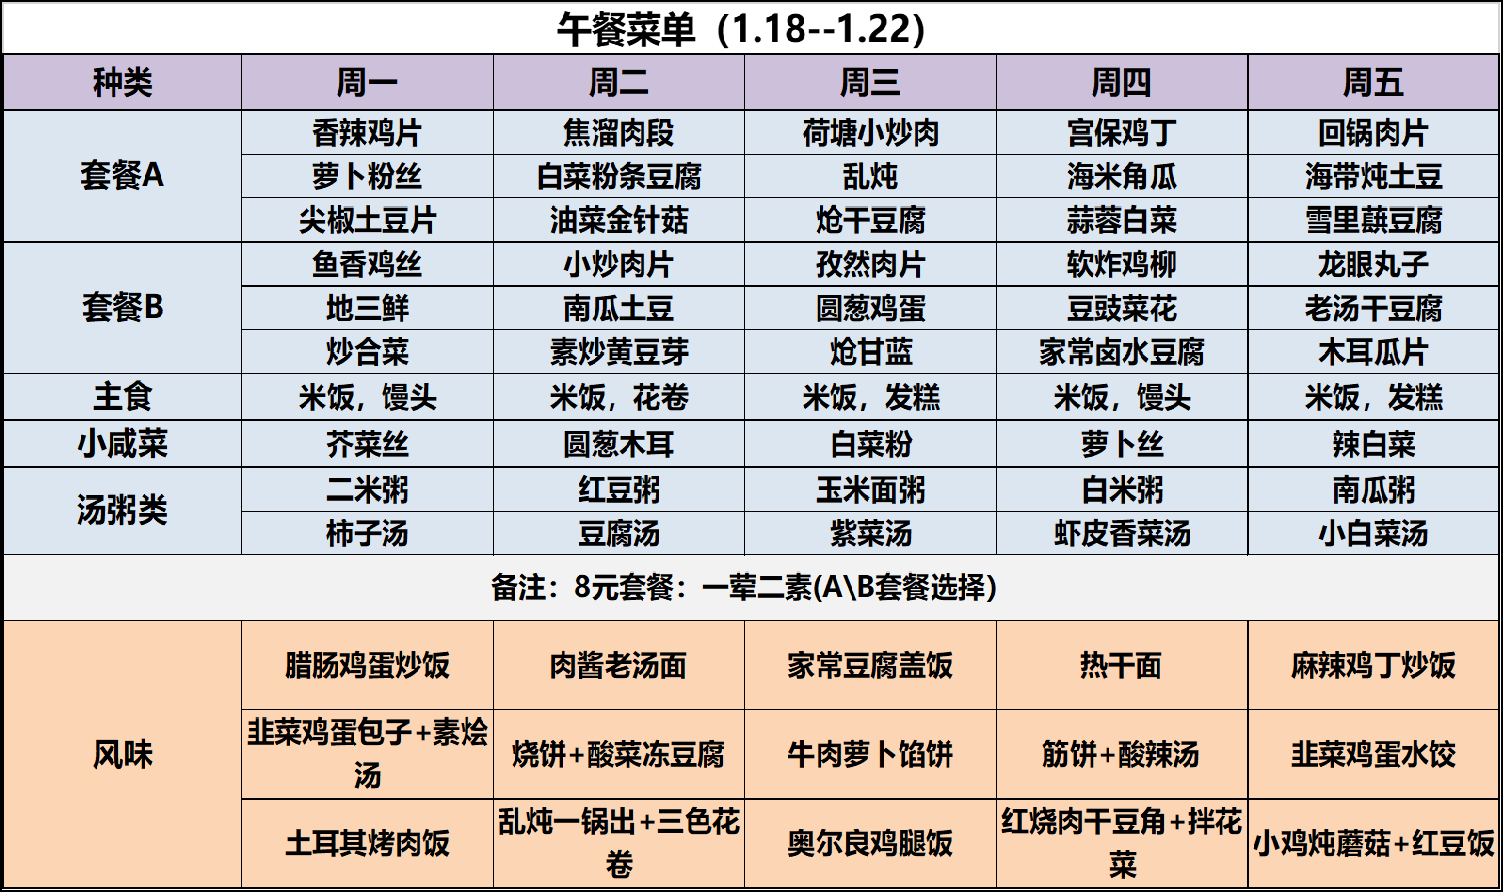 午餐菜单（1.18--1.22）
种类 周一 周二 周三 周四 周五
套餐A
香辣鸡片 焦溜肉段 荷塘小炒肉 宫保鸡丁 回锅肉片
萝卜粉丝 白菜粉条豆腐 乱炖 海米角瓜 海带炖土豆
尖椒土豆片 油菜金针菇 炝干豆腐 蒜蓉白菜 雪里蕻豆腐
套餐B
鱼香鸡丝 小炒肉片 孜然肉片 软炸鸡柳 龙眼丸子
地三鲜 南瓜土豆 圆葱鸡蛋 豆豉菜花 老汤干豆腐
炒合菜 素炒黄豆芽 炝甘蓝 家常卤水豆腐 木耳瓜片
主食 米饭，馒头 米饭，花卷 米饭，发糕 米饭，馒头 米饭，发糕
小咸菜 芥菜丝 圆葱木耳 白菜粉 萝卜丝 辣白菜
汤粥类
二米粥 红豆粥 玉米面粥 白米粥 南瓜粥
柿子汤 豆腐汤 紫菜汤 虾皮香菜汤 小白菜汤
备注：8元套餐：一荤二素(A\B套餐选择）
风味
腊肠鸡蛋炒饭 肉酱老汤面 家常豆腐盖饭 热干面 麻辣鸡丁炒饭
韭菜鸡蛋包子+素烩
汤
烧饼+酸菜冻豆腐 牛肉萝卜馅饼 筋饼+酸辣汤 韭菜鸡蛋水饺
土耳其烤肉饭
乱炖一锅出+三色花
卷
奥尔良鸡腿饭
红烧肉干豆角+拌花
菜
小鸡炖蘑菇+红豆饭